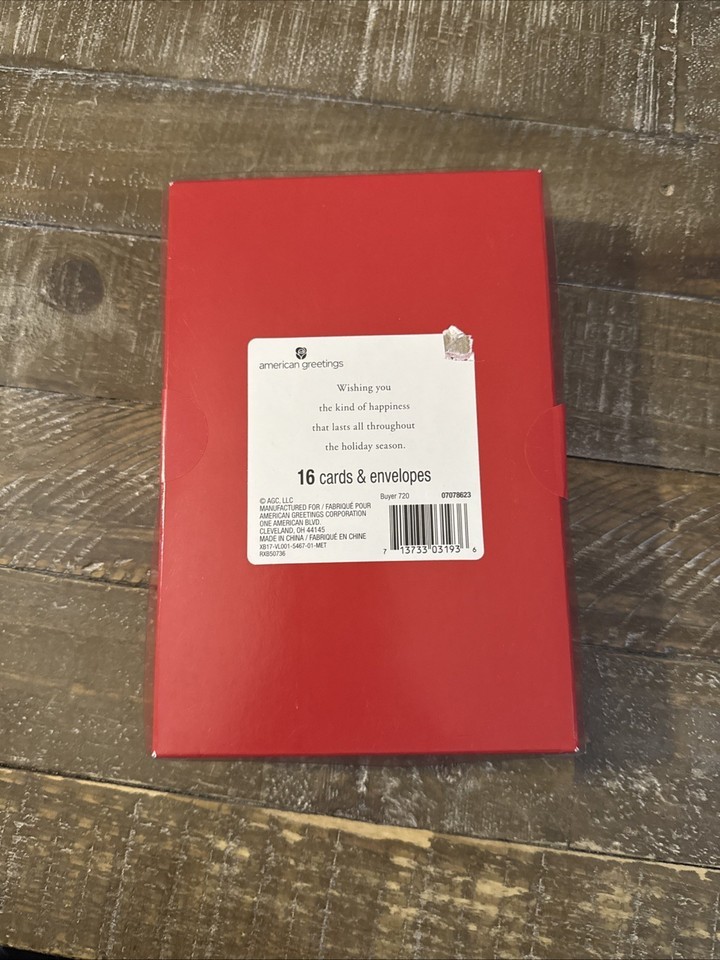 american greetings
Wishing you
the kind of happiness
that lasts all throughout
the holiday season.
16 cards & envelopes
Buyer 720 07078623
© AGC, LLC
MANUFACTURED FOR / FABRIQUÉ POUR
AMERICAN GREETINGS CORPORATION
ONE AMERICAN BLVD.
CLEVELAND, OH 44145
MADE IN CHINA / FABRIQUÉ EN CHINE
XB17-VL001-5467-01-MET
RXB50736
7 13733 03193 6